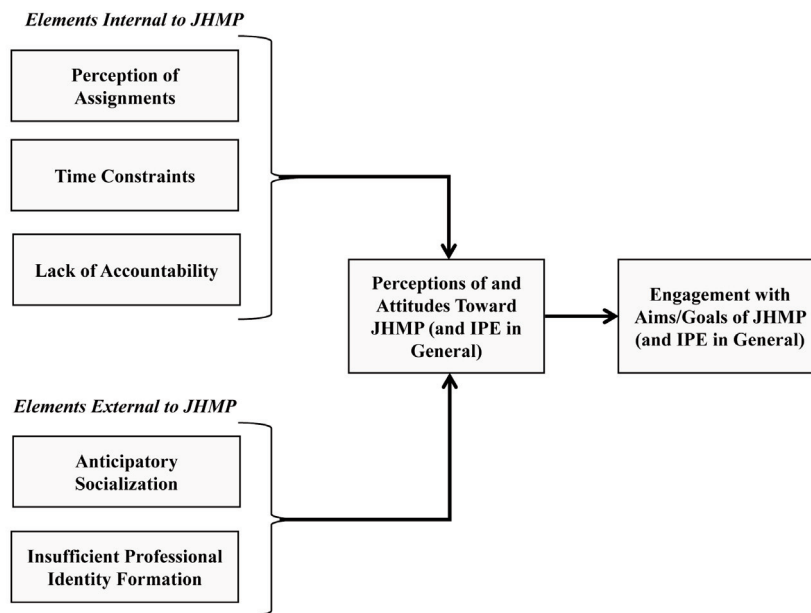 Elements Internal to JHMP
Perception of
Assignments
Time Constraints
Lack of Accountability
Perceptions of and
Attitudes Toward
JHMP (and IPE in
General)
Engagement with
Aims/Goals of JHMP
(and IPE in General)
Elements External to JHMP
Anticipatory
Socialization
Insufficient Professional
Identity Formation